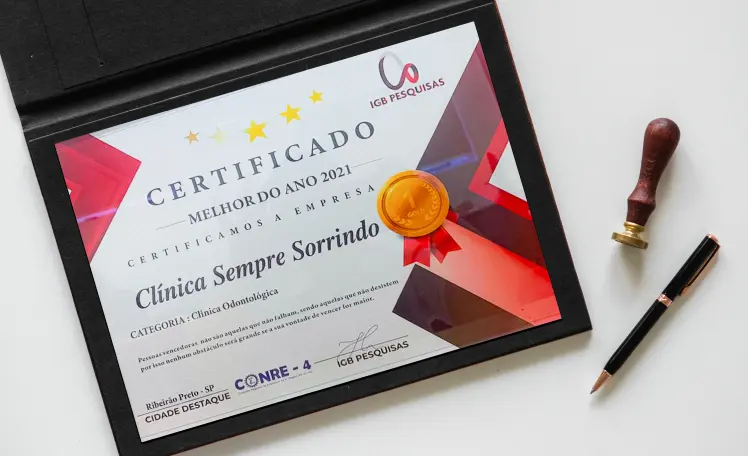 IGB PESQUISAS
CERTIFICADO
MELHOR DO ANO 2021
CERTIFICAMOS A EMPRESA
1
GOLD
Clínica Sempre Sorrindo
CATEGORIA : Clínica Odontológica
Pessoas vencedoras, não são aquelas que não falham, sendo aquelas que não desistem
por isso nenhum obstáculo será grande se a sua vontade de vencer for maior.
Ribeirão Preto - SP
CIDADE DESTAQUE
CONRE - 4
IGB PESQUISAS